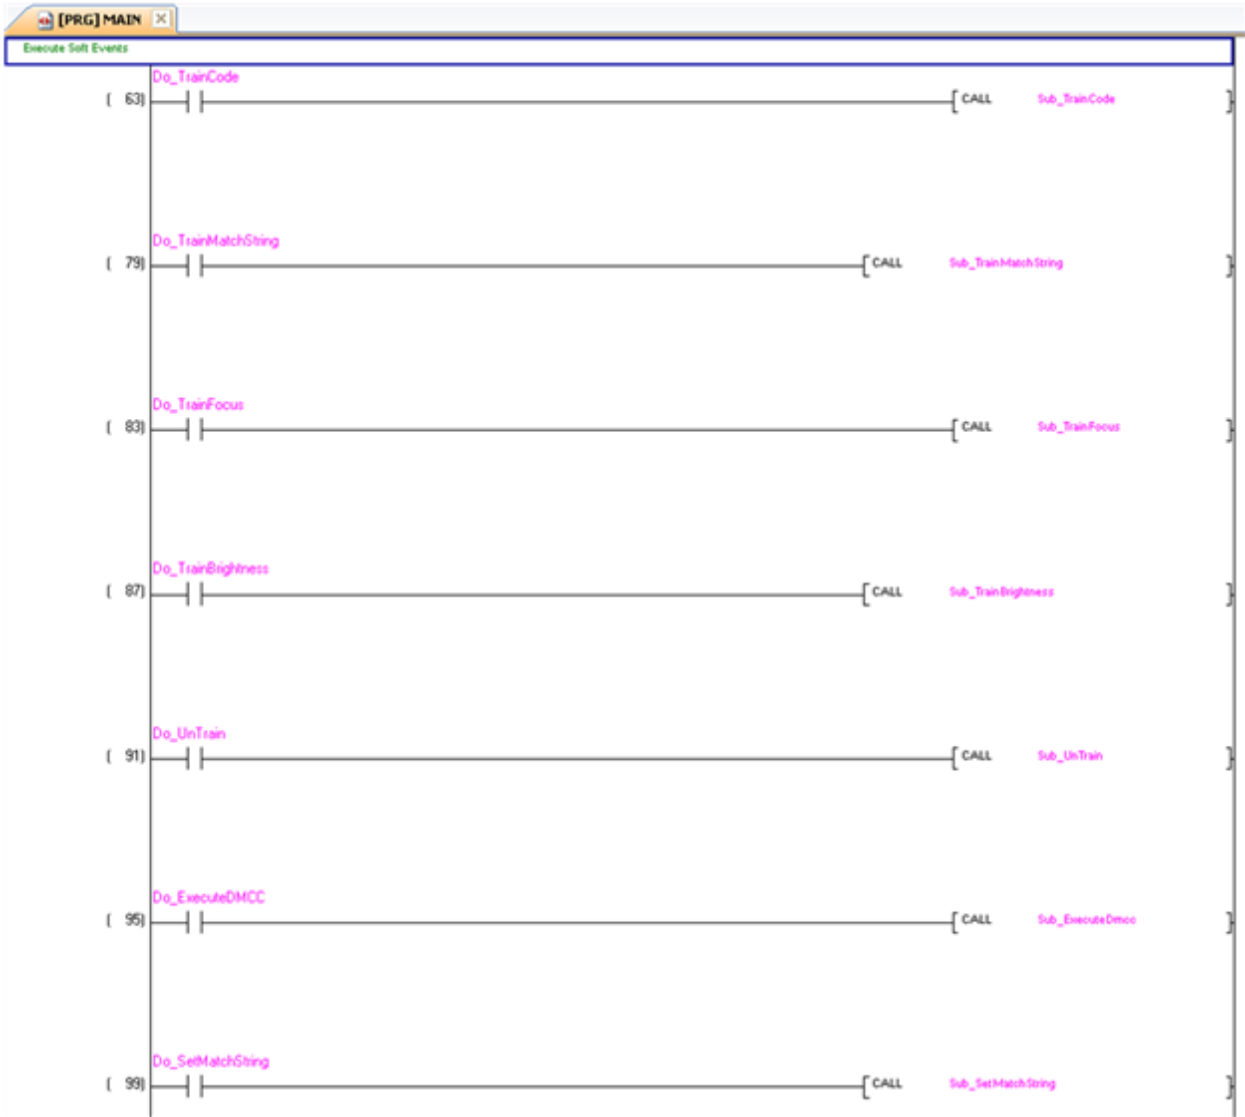 [PRG] MAIN
Execute Soft Events
Do_TrainCode
( 63) CALL Sub_TrainCode
Do_TrainMatchString
( 79) CALL Sub_TrainMatchString
Do_TrainFocus
( 83) CALL Sub_TrainFocus
Do_TrainBrightness
( 87) CALL Sub_TrainBrightness
Do_UnTrain
( 91) CALL Sub_UnTrain
Do_ExecuteDMCC
( 95) CALL Sub_ExecuteDmcc
Do_SetMatchString
( 99) CALL Sub_SetMatchString